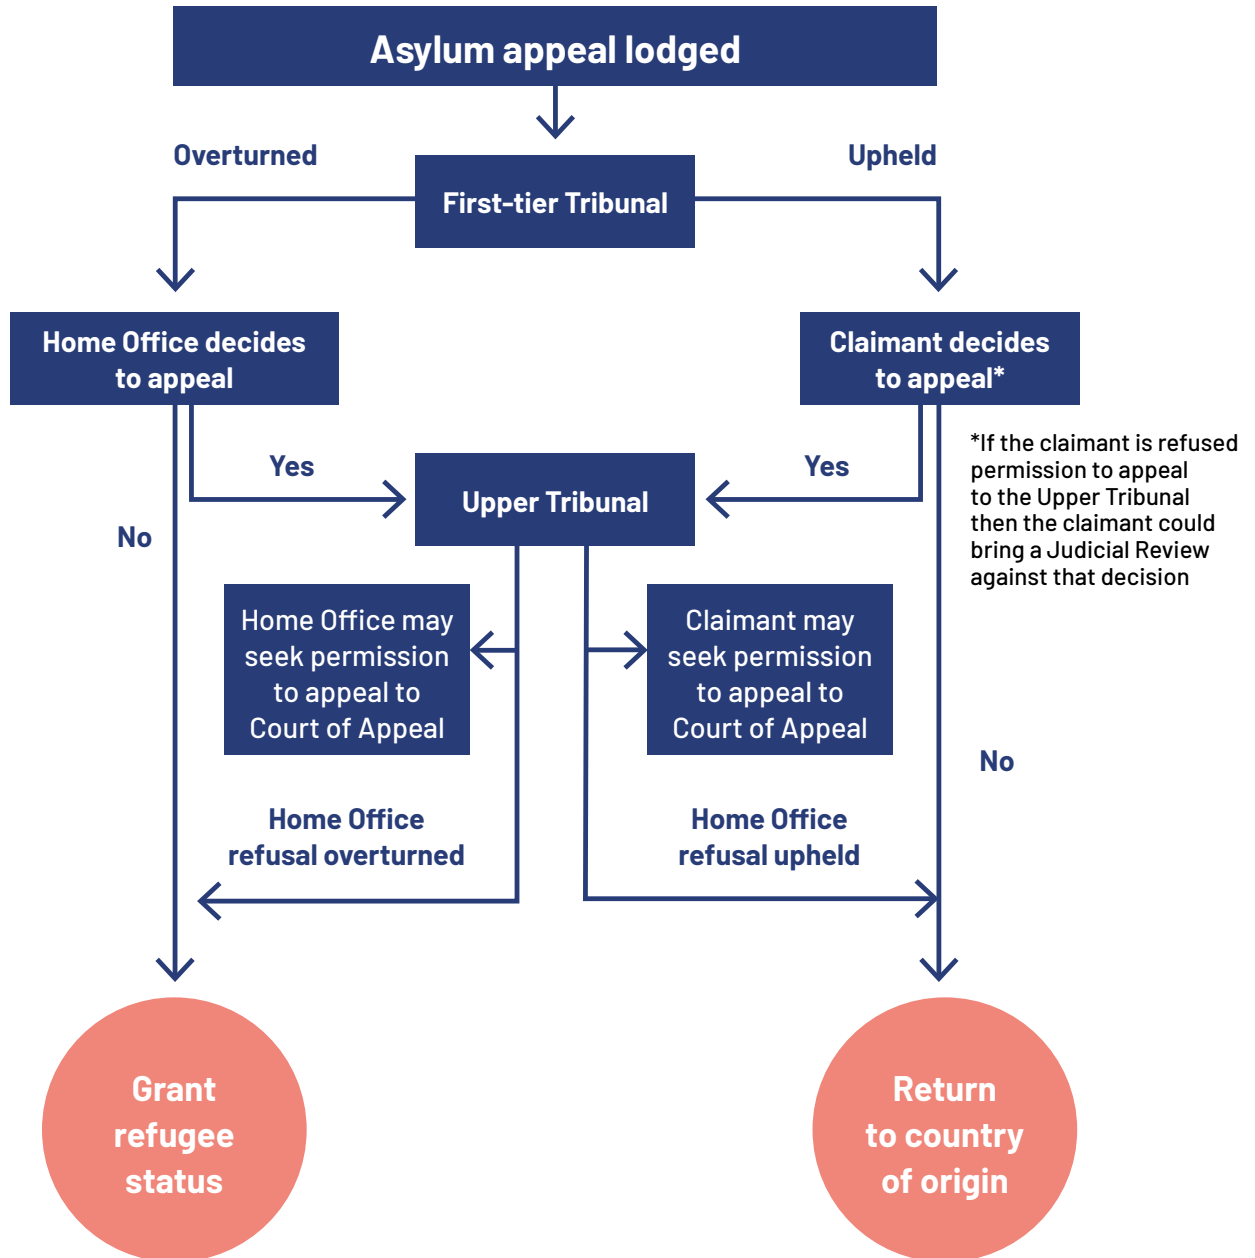 Asylum appeal lodged
Overturned
Upheld
First-tier Tribunal
Home Office decides
to appeal
Claimant decides
to appeal*
*If the claimant is refused
permission to appeal
to the Upper Tribunal
then the claimant could
bring a Judicial Review
against that decision
Yes
Yes
Upper Tribunal
No
Home Office may
seek permission
to appeal to
Court of Appeal
Claimant may
seek permission
to appeal to
Court of Appeal
No
Home Office
refusal overturned
Home Office
refusal upheld
Grant
refugee
status
Return
to country
of origin